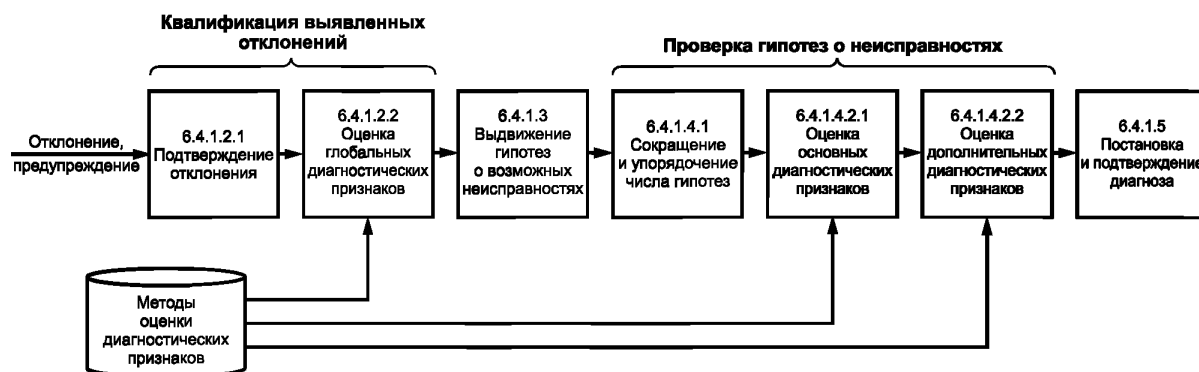 Квалификация выявленных
отклонений
Проверка гипотез о неисправностях
Отклонение,
предупреждение
6.4.1.2.1
Подтверждение
отклонения
6.4.1.2.2
Оценка
глобальных
диагностических
признаков
6.4.1.3
Выдвижение
гипотез
о возможных
неисправностях
6.4.1.4.1
Сокращение
и упорядочение
числа гипотез
6.4.1.4.2.1
Оценка
основных
диагностических
признаков
6.4.1.4.2.2
Оценка
дополнительных
диагностических
признаков
6.4.1.5
Постановка
и подтверждение
диагноза
Методы
оценки
диагностических
признаков